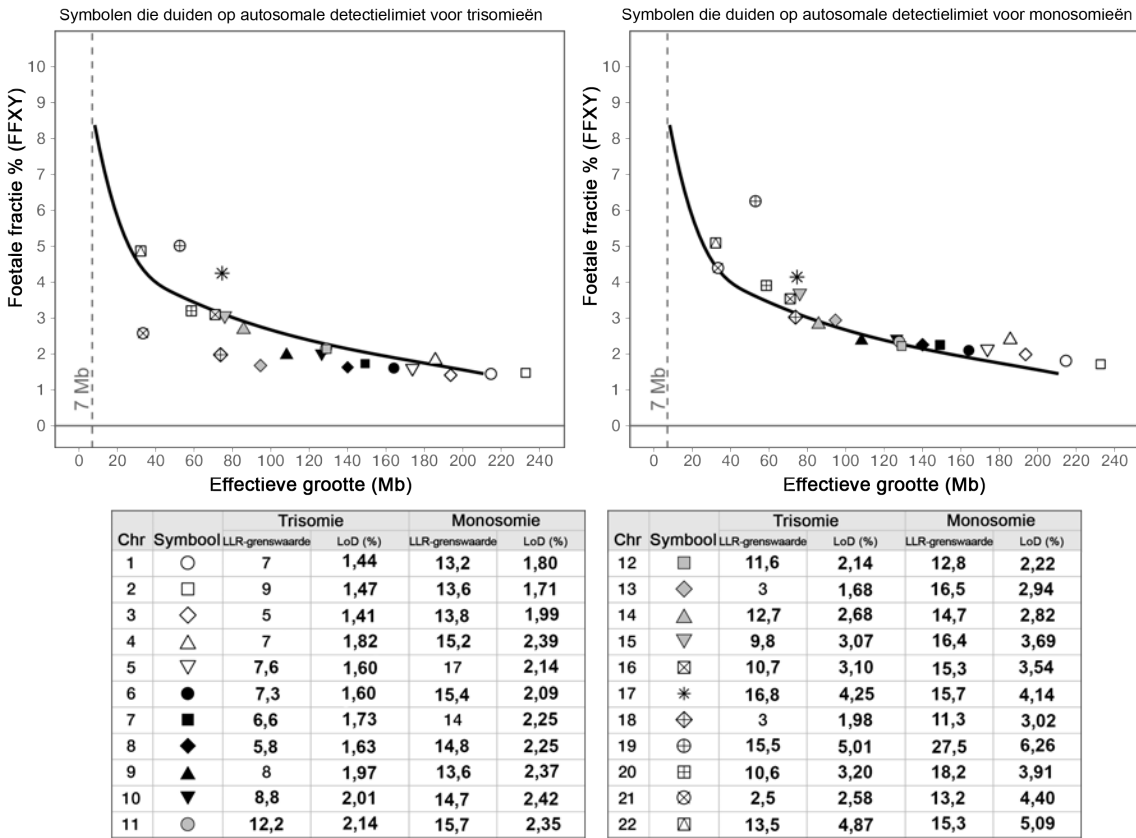 Symbolen die duiden op autosomale detectielimiet voor trisomieën
Symbolen die duiden op autosomale detectielimiet voor monosomieën
Foetale fractie % (FFXY)
10
9
8
7
6
5
4
3
2
1
0
7 Mb
0 20 40 60 80 100 120 140 160 180 200 220 240
Effectieve grootte (Mb)
Foetale fractie % (FFXY)
10
9
8
7
6
5
4
3
2
1
0
7 Mb
0 20 40 60 80 100 120 140 160 180 200 220 240
Effectieve grootte (Mb)
Trisomie Monosomie
Chr Symbool LLR-grenswaarde LoD (%) LLR-grenswaarde LoD (%)
1 7 1,44 13,2 1,80
2 9 1,47 13,6 1,71
3 5 1,41 13,8 1,99
4 7 1,82 15,2 2,39
5 7,6 1,60 17 2,14
6 7,3 1,60 15,4 2,09
7 6,6 1,73 14 2,25
8 5,8 1,63 14,8 2,25
9 8 1,97 13,6 2,37
10 8,8 2,01 14,7 2,42
11 12,2 2,14 15,7 2,35
Trisomie Monosomie
Chr Symbool LLR-grenswaarde LoD (%) LLR-grenswaarde LoD (%)
12 11,6 2,14 12,8 2,22
13 3 1,68 16,5 2,94
14 12,7 2,68 14,7 2,82
15 9,8 3,07 16,4 3,69
16 10,7 3,10 15,3 3,54
17 16,8 4,25 15,7 4,14
18 3 1,98 11,3 3,02
19 15,5 5,01 27,5 6,26
20 10,6 3,20 18,2 3,91
21 2,5 2,58 13,2 4,40
22 13,5 4,87 15,3 5,09